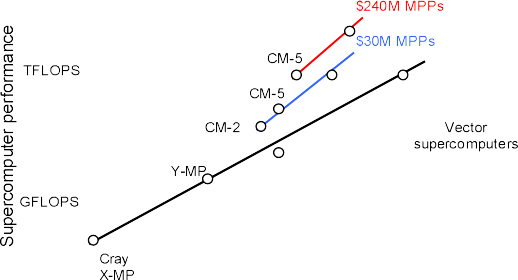 $240M MPPs
$30M MPPs
CM-5
TFLOPS
CM-5
CM-2
Vector
supercomputers
Y-MP
GFLOPS
Cray
X-MP
Supercomputer performance